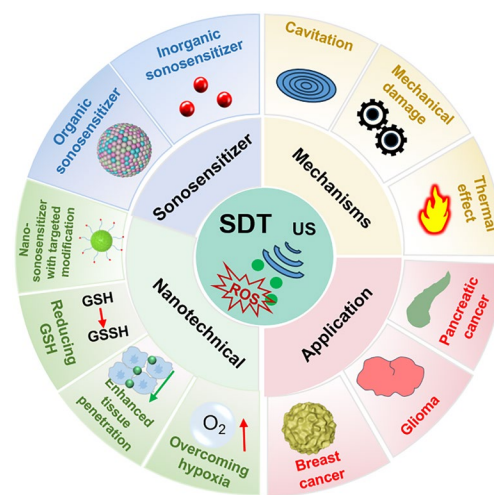 Inorganic
sonosensitizer
Organic
sonosensitizer
Cavitation
Mechanical
damage
Thermal
effect
Sonosensitizer
Mechanisms
SDT
US
ROS
Nano-
sonosensitizer
with targeted
modification
Reducing
GSH
GSH
GSSH
Enhanced
tissue
penetration
O2
Overcoming
hypoxia
Nanotechnical
Application
Pancreatic
cancer
Glioma
Breast
cancer